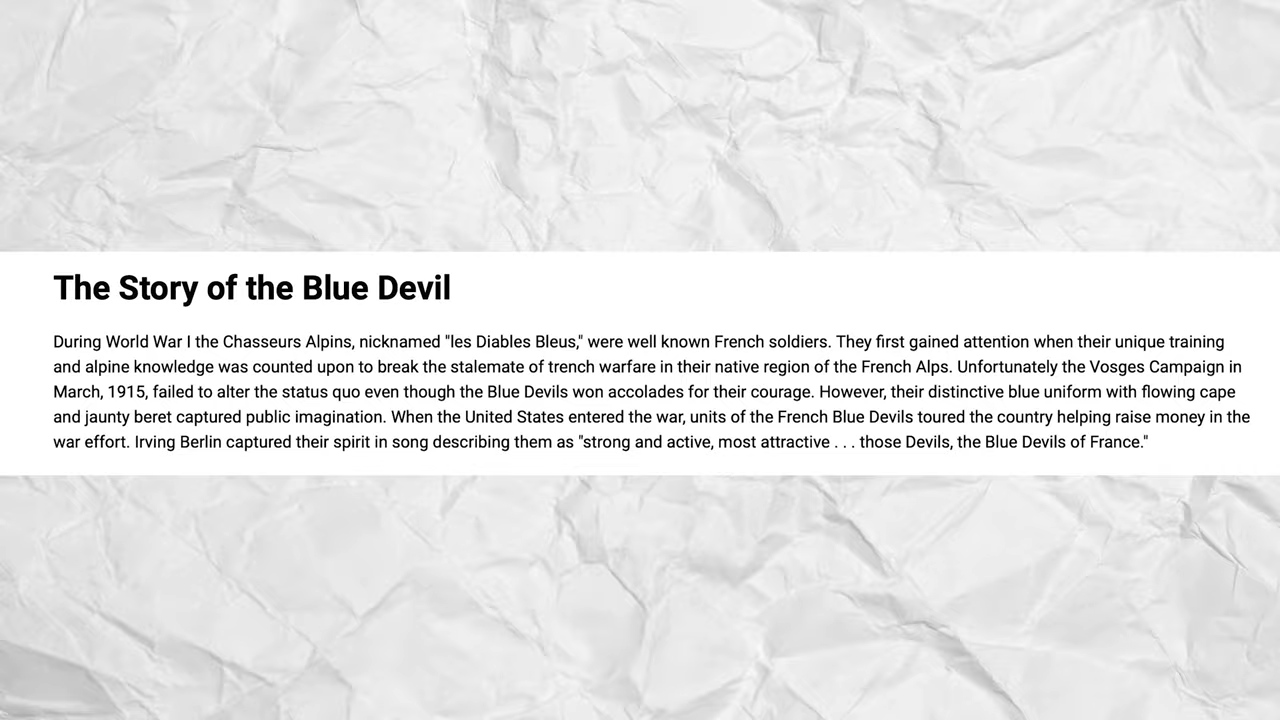 The Story of the Blue Devil
During World War I the Chasseurs Alpins, nicknamed "les Diables Bleus," were well known French soldiers. They first gained attention when their unique training
and alpine knowledge was counted upon to break the stalemate of trench warfare in their native region of the French Alps. Unfortunately the Vosges Campaign in
March, 1915, failed to alter the status quo even though the Blue Devils won accolades for their courage. However, their distinctive blue uniform with flowing cape
and jaunty beret captured public imagination. When the United States entered the war, units of the French Blue Devils toured the country helping raise money in the
war effort. Irving Berlin captured their spirit in song describing them as "strong and active, most attractive . . . those Devils, the Blue Devils of France."